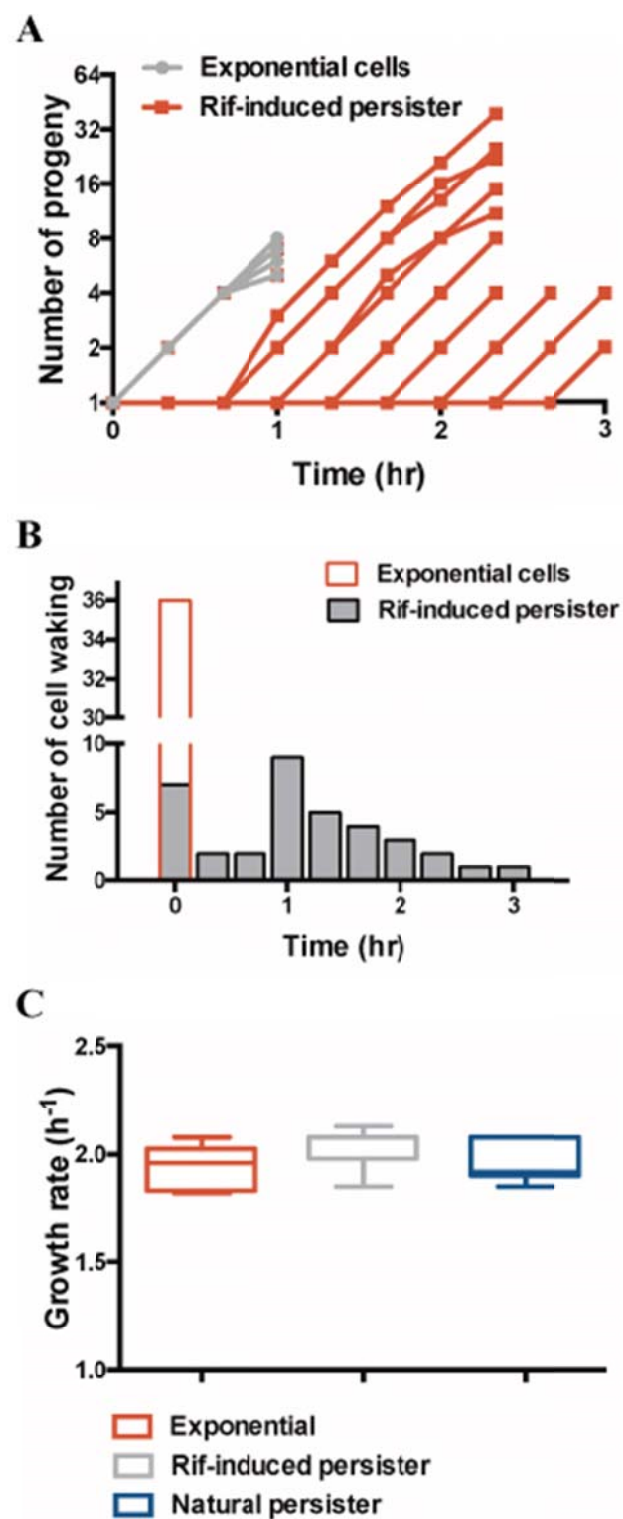 A
Exponential cells
Rif-induced persister
64
32
16
8
4
2
1
Number of progeny
0 1 2 3
Time (hr)
B
Exponential cells
Rif-induced persister
36
34
32
30
10
5
0
Number of cell waking
0 1 2 3
Time (hr)
C
2.5
2.0
1.5
1.0
Growth rate (h-1)
Exponential
Rif-induced persister
Natural persister